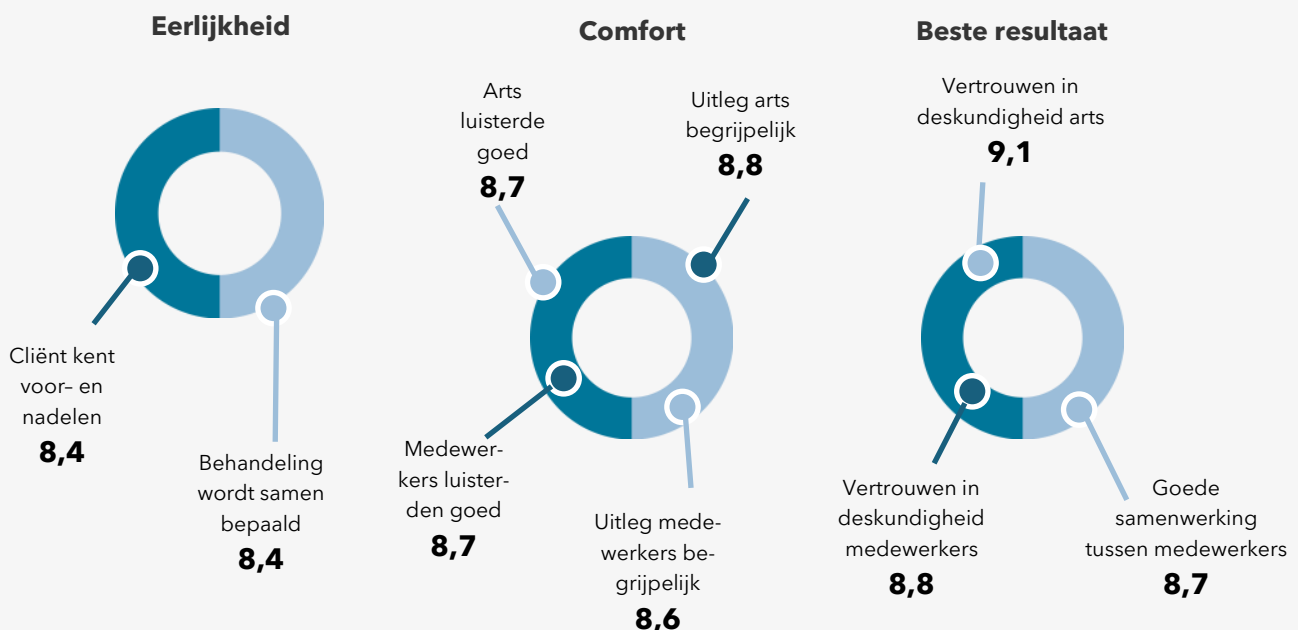 Eerlijkheid
Cliënt kent
voor– en
nadelen
8,4
Behandeling
wordt samen
bepaald
8,4
Comfort
Arts
luisterde
goed
8,7
Uitleg arts
begrijpelijk
8,8
Medewer-
kers luister-
den goed
8,7
Uitleg mede-
werkers be-
grijpelijk
8,6
Beste resultaat
Vertrouwen in
deskundigheid arts
9,1
Vertrouwen in
deskundigheid
medewerkers
8,8
Goede
samenwerking
tussen medewerkers
8,7